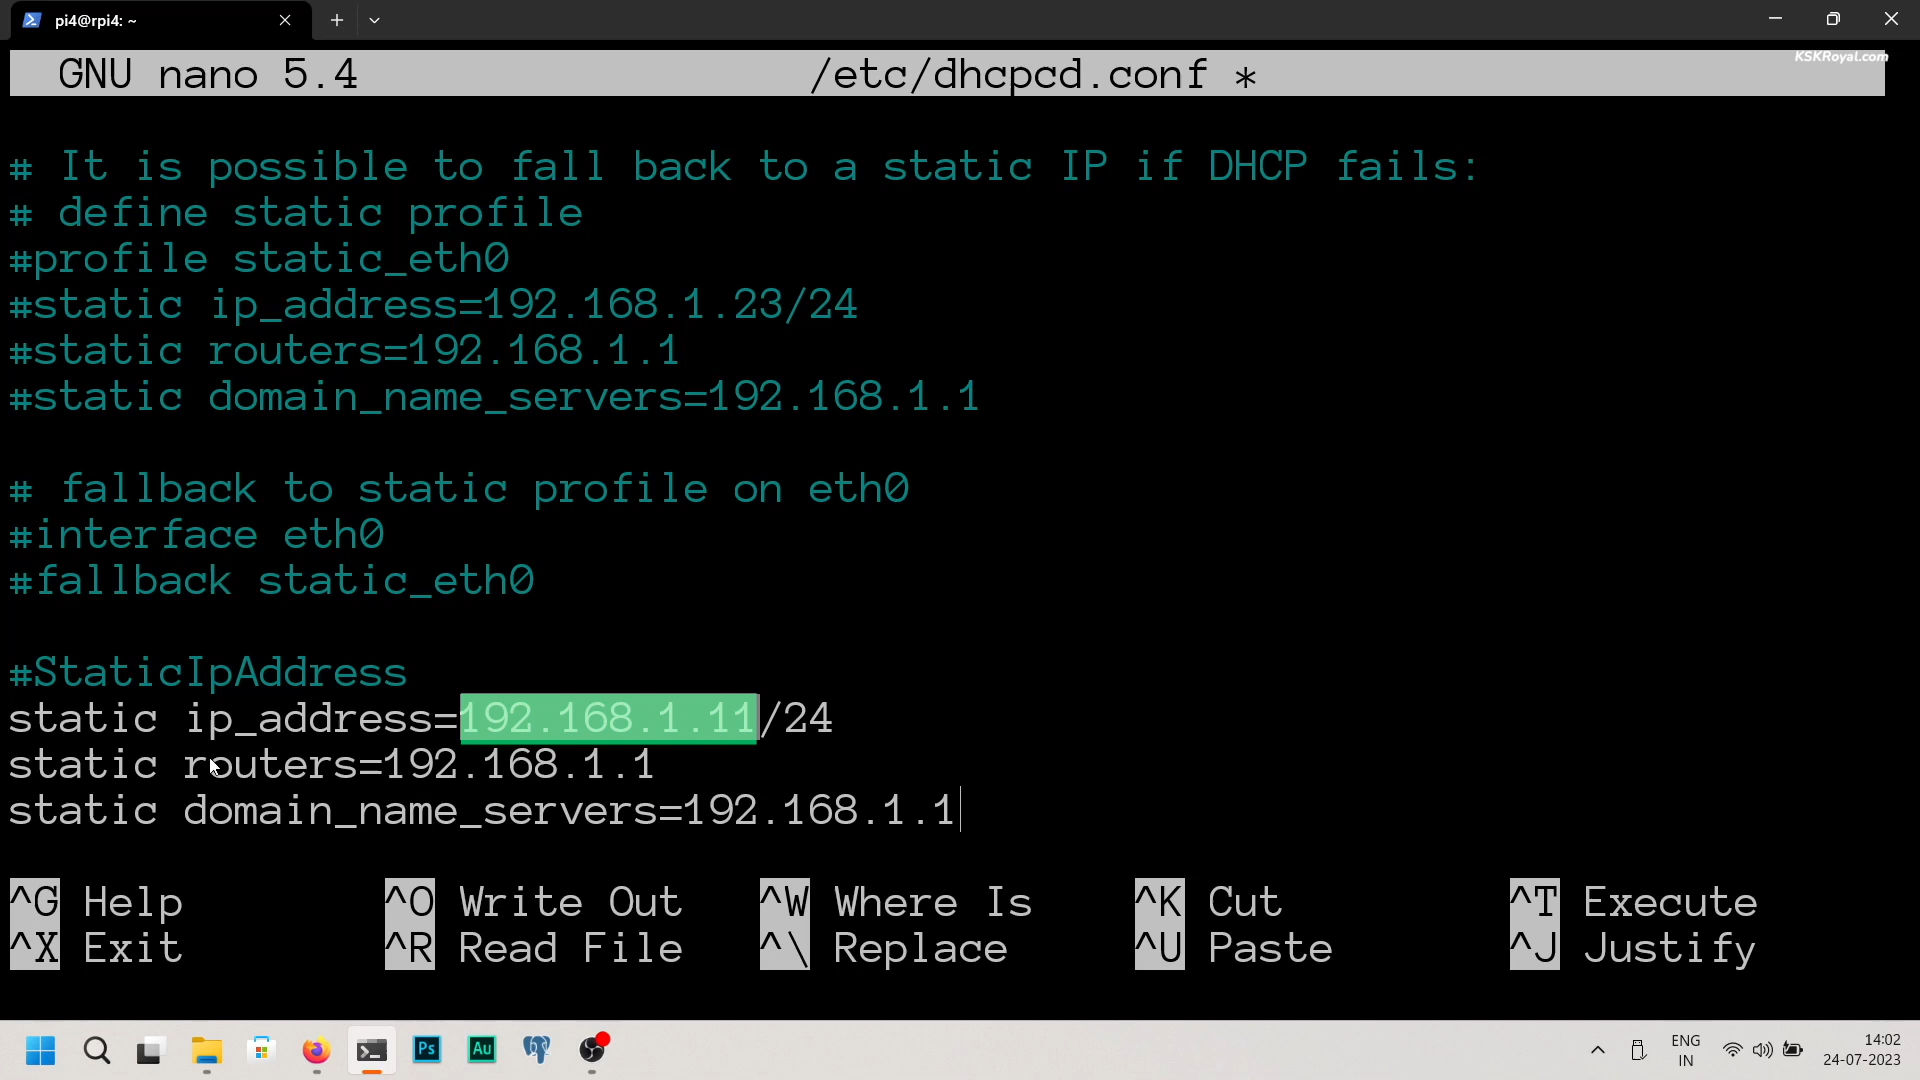 pi4@rpi4: ~
KSKRoyal.com
GNU nano 5.4 /etc/dhcpcd.conf *
# It is possible to fall back to a static IP if DHCP fails:
# define static profile
#profile static_eth0
#static ip_address=192.168.1.23/24
#static routers=192.168.1.1
#static domain_name_servers=192.168.1.1
# fallback to static profile on eth0
#interface eth0
#fallback static_eth0
#StaticIpAddress
static ip_address=192.168.1.11/24
static routers=192.168.1.1
static domain_name_servers=192.168.1.1
^G Help ^O Write Out ^W Where Is ^K Cut ^T Execute
^X Exit ^R Read File ^\ Replace ^U Paste ^J Justify
Ps Au
ENG
IN
14:02
24-07-2023